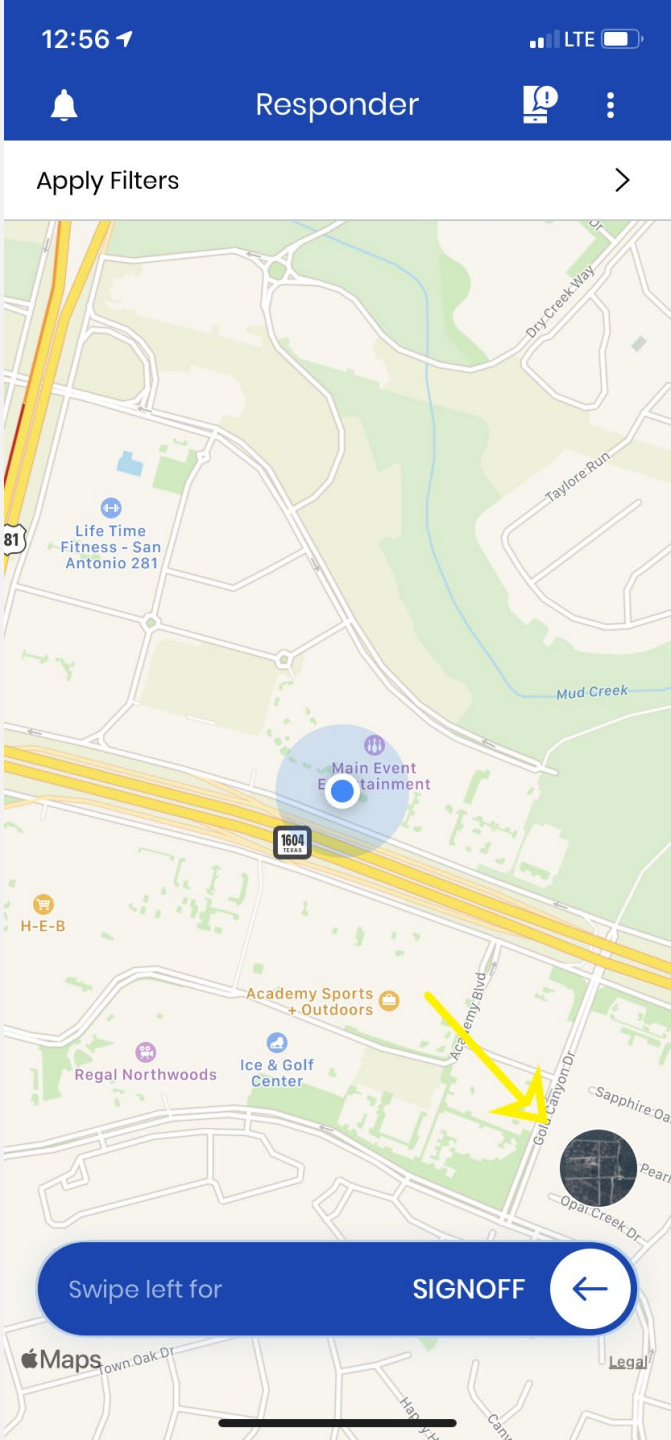 12:56
LTE
Responder
Apply Filters
Dr
Dry Creek Way
Taylore Run
81
Life Time
Fitness - San
Antonio 281
Mud Creek
Main Event
1604
TEXAS
H-E-B
Academy Sports
+ Outdoors
Academy Blvd
Regal Northwoods
Ice & Golf
Center
Gold Canyon Dr
Sapphire Oa
Pearl
Opal Creek Dr
Swipe left for
SIGNOFF
Maps
Town Oak Dr
Legal